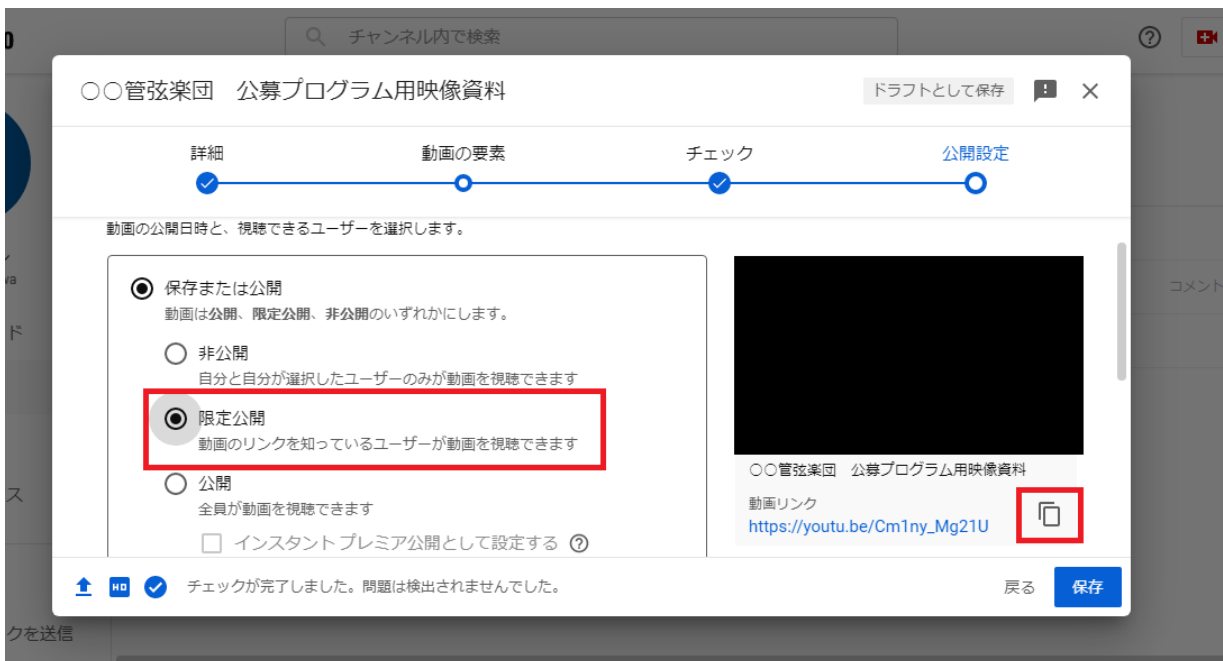 チャンネル内で検索
○○管弦楽団　公募プログラム用映像資料
ドラフトとして保存
詳細
動画の要素
チェック
公開設定
動画の公開日時と、視聴できるユーザーを選択します。
保存または公開
動画は公開、限定公開、非公開のいずれかにします。
非公開
自分と自分が選択したユーザーのみが動画を視聴できます
限定公開
動画のリンクを知っているユーザーが動画を視聴できます
公開
全員が動画を視聴できます
インスタント プレミア公開として設定する
○○管弦楽団　公募プログラム用映像資料
動画リンク
https://youtu.be/Cm1ny_Mg21U
HD
チェックが完了しました。問題は検出されませんでした。
戻る
保存
va
ド
ス
クを送信
コメント